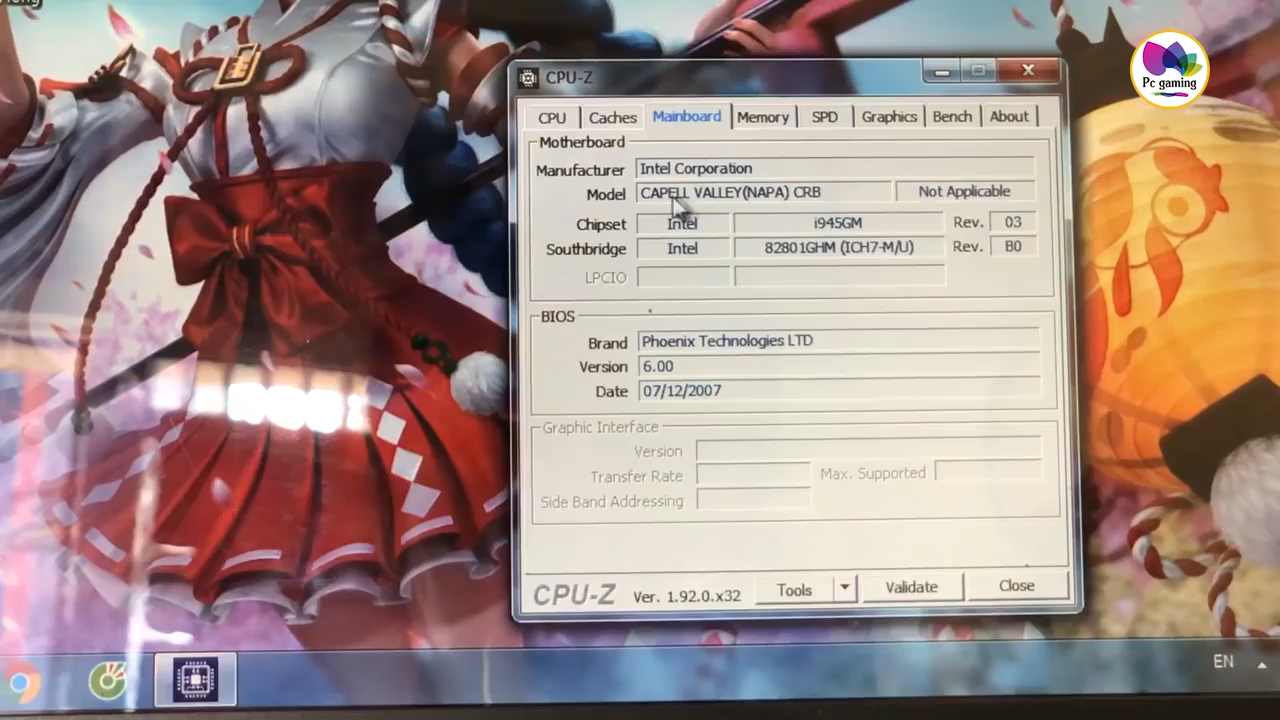 CPU-Z
Pc gaming
CPU Caches Mainboard Memory SPD Graphics Bench About
Motherboard
Manufacturer Intel Corporation
Model CAPELL VALLEY(NAPA) CRB Not Applicable
Chipset Intel i945GM Rev. 03
Southbridge Intel 82801GHM (ICH7-M/U) Rev. B0
LPCIO
BIOS
Brand Phoenix Technologies LTD
Version 6.00
Date 07/12/2007
Graphic Interface
Version
Transfer Rate Max. Supported
Side Band Addressing
CPU-Z Ver. 1.92.0.x32 Tools Validate Close
EN